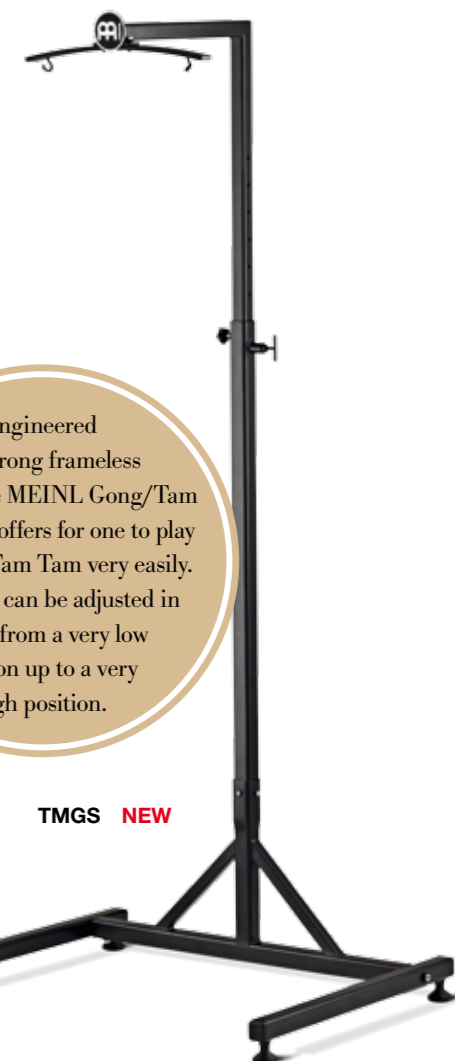 ngineered
rong frameless
MEINL Gong/Tam
offers for one to play
Tam Tam very easily.
can be adjusted in
from a very low
on up to a very
gh position.
TMGS NEW